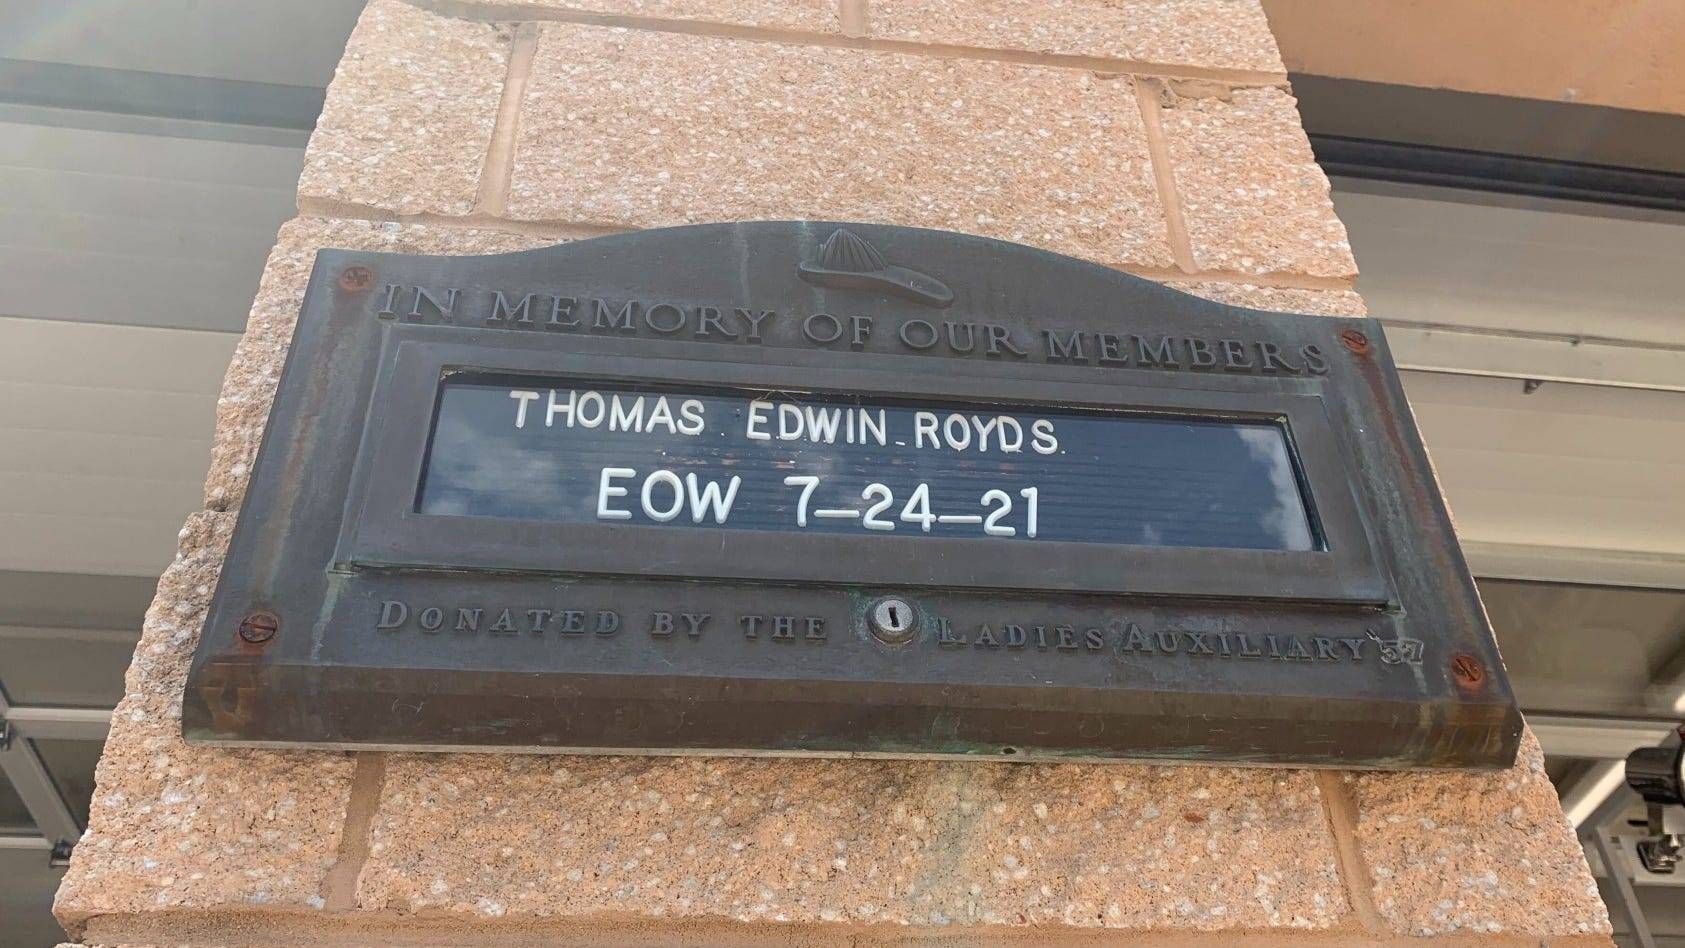 IN MEMORY OF OUR MEMBERS
THOMAS EDWIN ROYDS
EOW 7-24-21
DONATED BY THE LADIES AUXILIARY '57